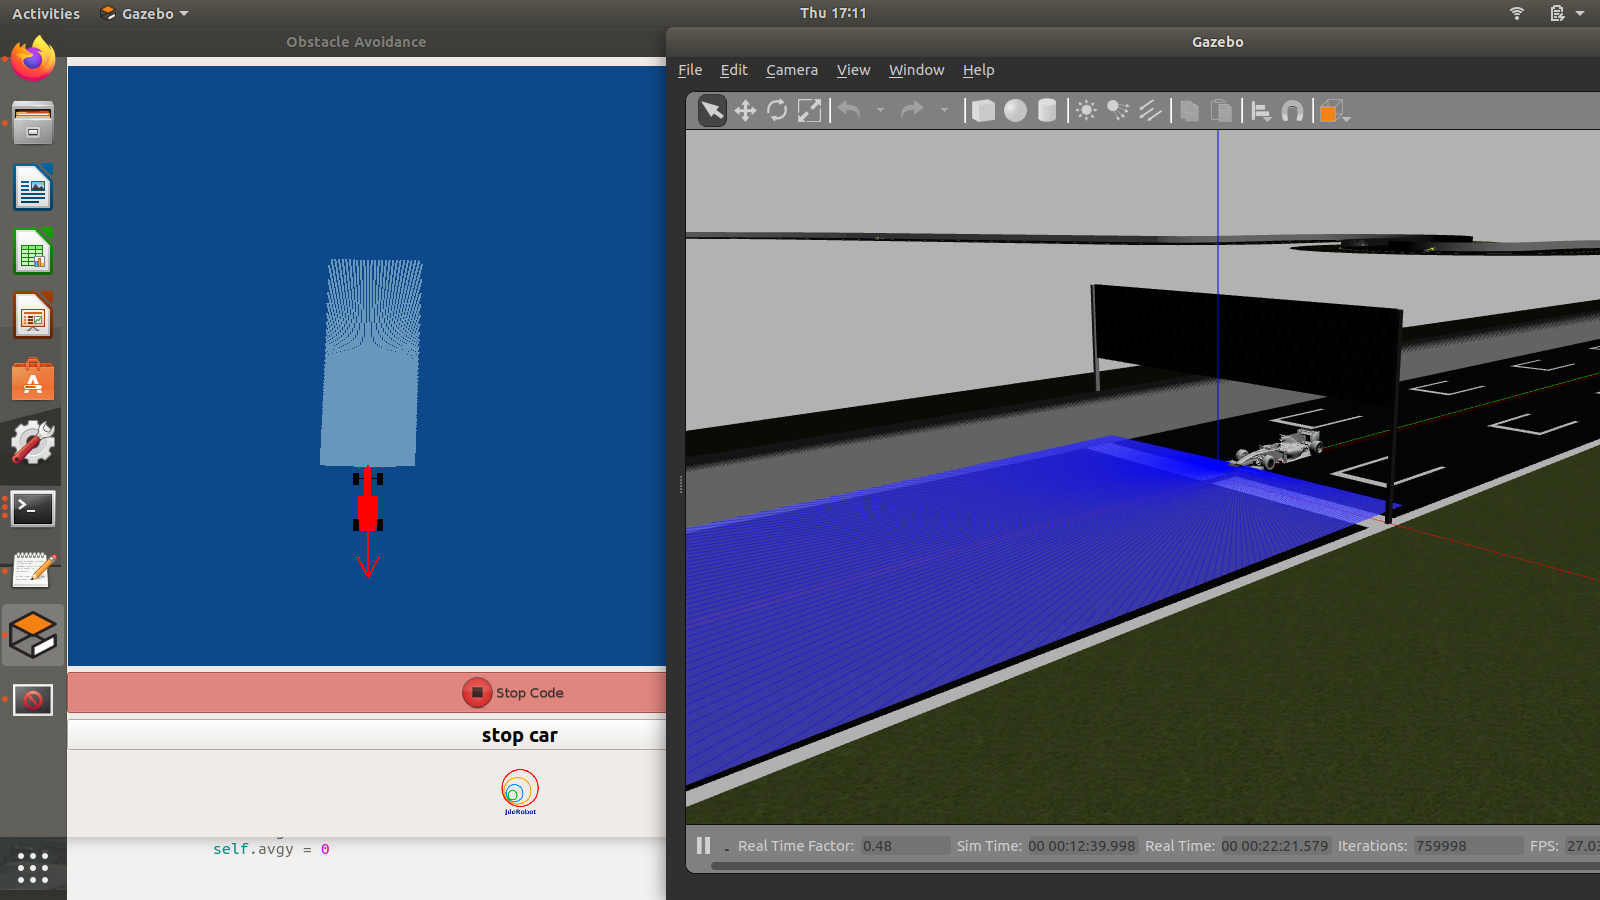 Activities
Gazebo
Thu 17:11
Obstacle Avoidance
Gazebo
File Edit Camera View Window Help
Stop Code
stop car
JdeRobot
self.avgy = 0
Real Time Factor: 0.48 Sim Time: 00 00:12:39.998 Real Time: 00 00:22:21.579 Iterations: 759998 FPS: 27.03